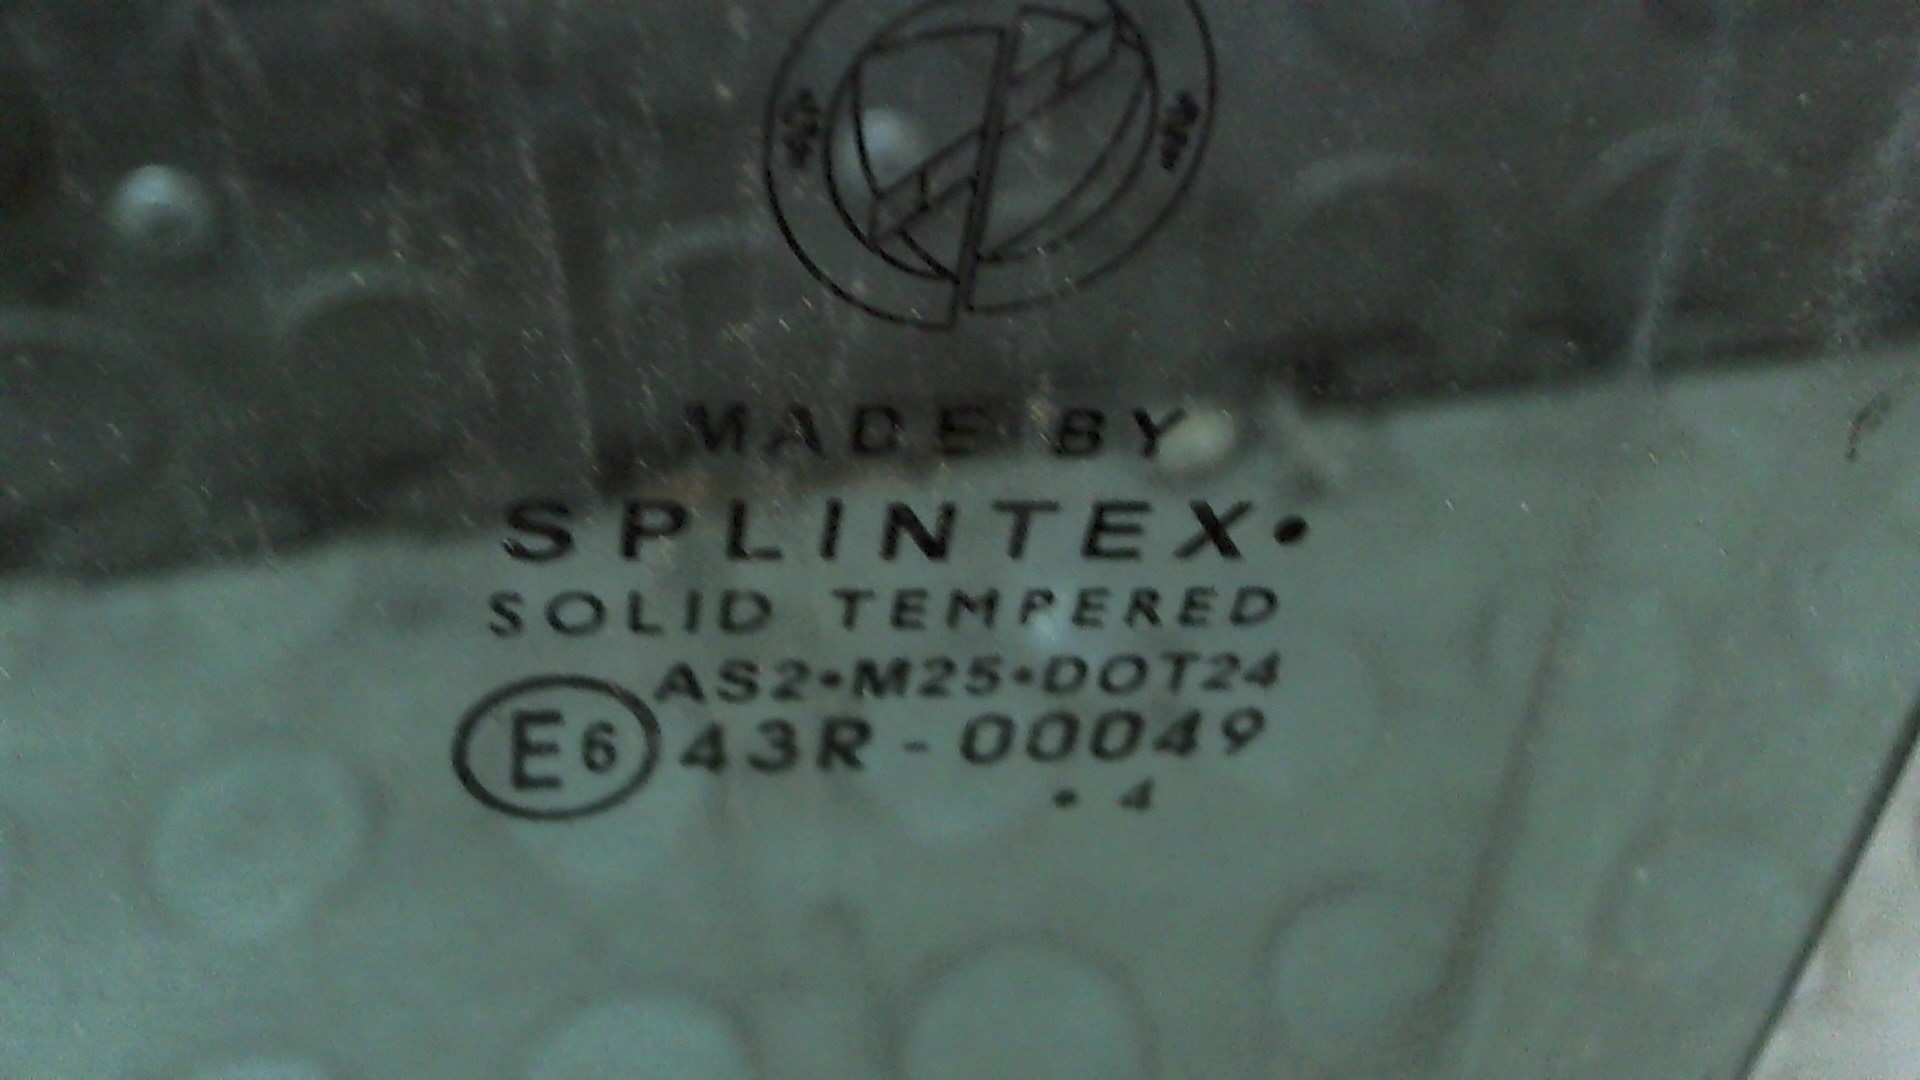 MADE BY
SPLINTEX•
SOLID TEMPERED
AS2•M25•DOT24
E6 43R - 00049
• 4